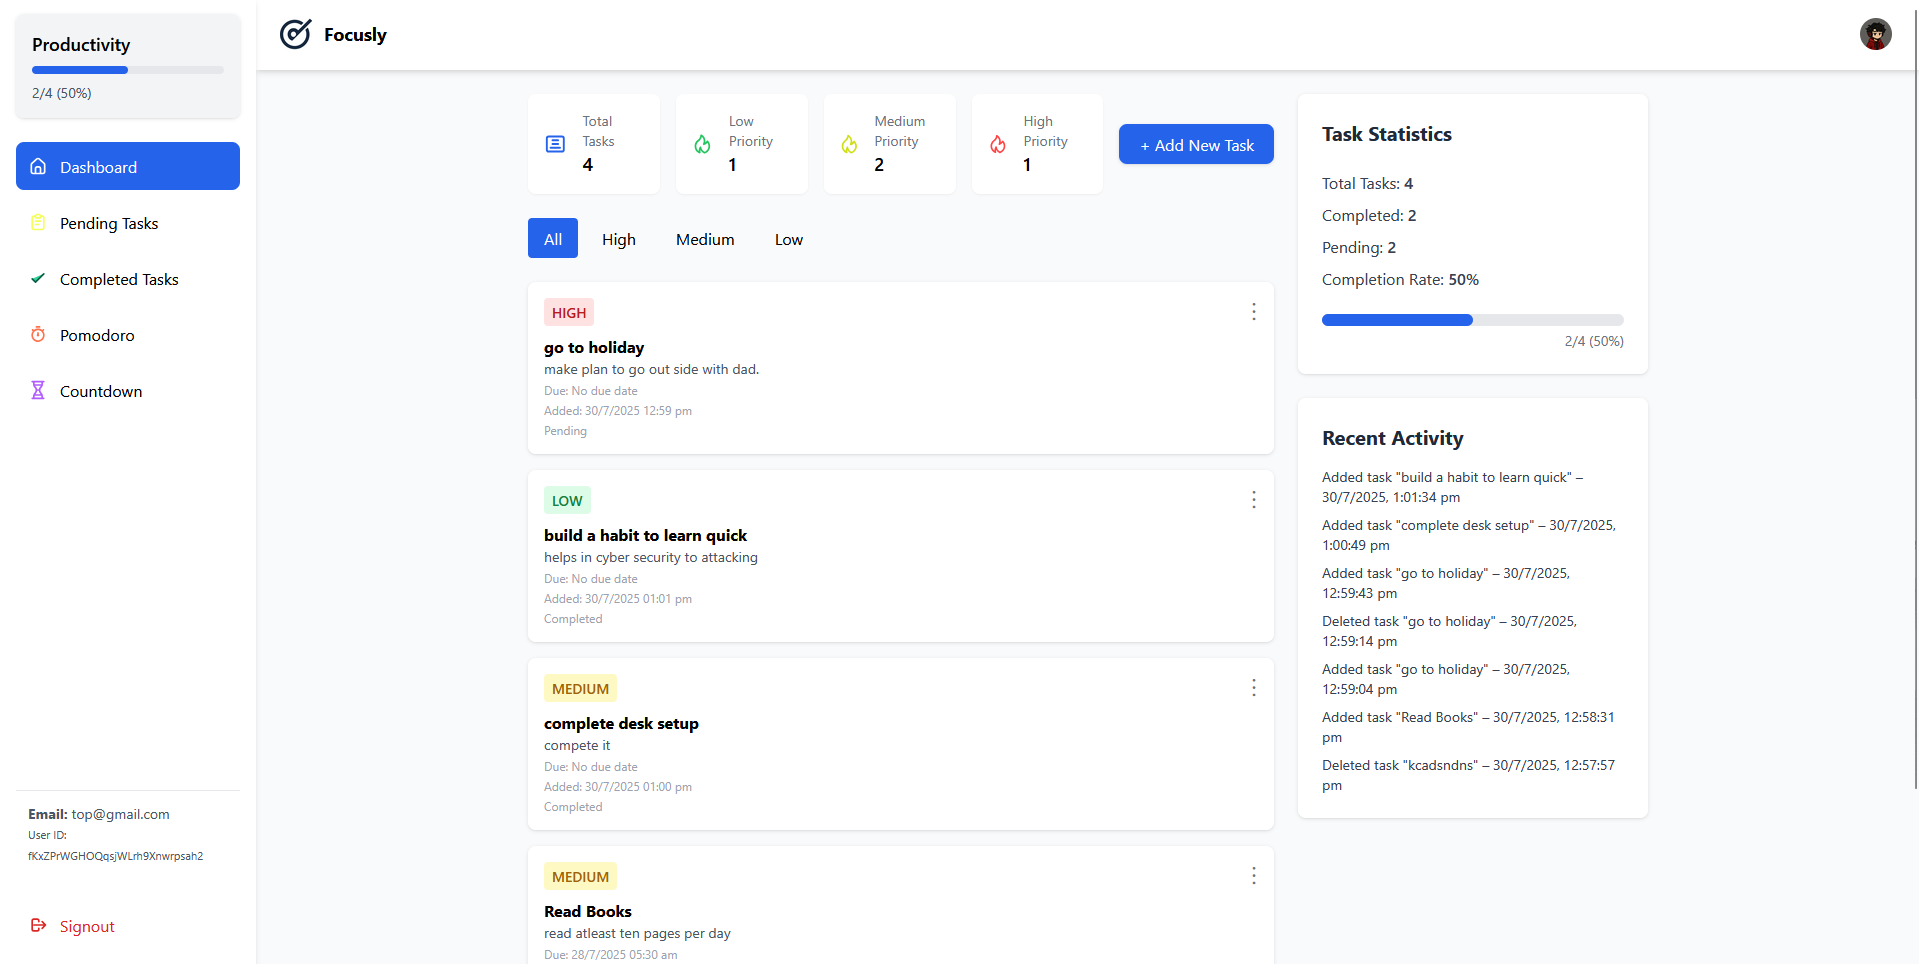 Productivity
2/4 (50%)
Dashboard
Pending Tasks
Completed Tasks
Pomodoro
Countdown
Email: top@gmail.com
User ID:
fKxZPrWGHOQqsjWLrh9Xnwrpsah2
Signout
Focusly
Total
Tasks
4
Low
Priority
1
Medium
Priority
2
High
Priority
1
+ Add New Task
All
High
Medium
Low
HIGH
go to holiday
make plan to go out side with dad.
Due: No due date
Added: 30/7/2025 12:59 pm
Pending
LOW
build a habit to learn quick
helps in cyber security to attacking
Due: No due date
Added: 30/7/2025 01:01 pm
Completed
MEDIUM
complete desk setup
compete it
Due: No due date
Added: 30/7/2025 01:00 pm
Completed
MEDIUM
Read Books
read atleast ten pages per day
Due: 28/7/2025 05:30 am
Task Statistics
Total Tasks: 4
Completed: 2
Pending: 2
Completion Rate: 50%
2/4 (50%)
Recent Activity
Added task "build a habit to learn quick" –
30/7/2025, 1:01:34 pm
Added task "complete desk setup" – 30/7/2025,
1:00:49 pm
Added task "go to holiday" – 30/7/2025,
12:59:43 pm
Deleted task "go to holiday" – 30/7/2025,
12:59:14 pm
Added task "go to holiday" – 30/7/2025,
12:59:04 pm
Added task "Read Books" – 30/7/2025, 12:58:31
pm
Deleted task "kcadsndns" – 30/7/2025, 12:57:57
pm